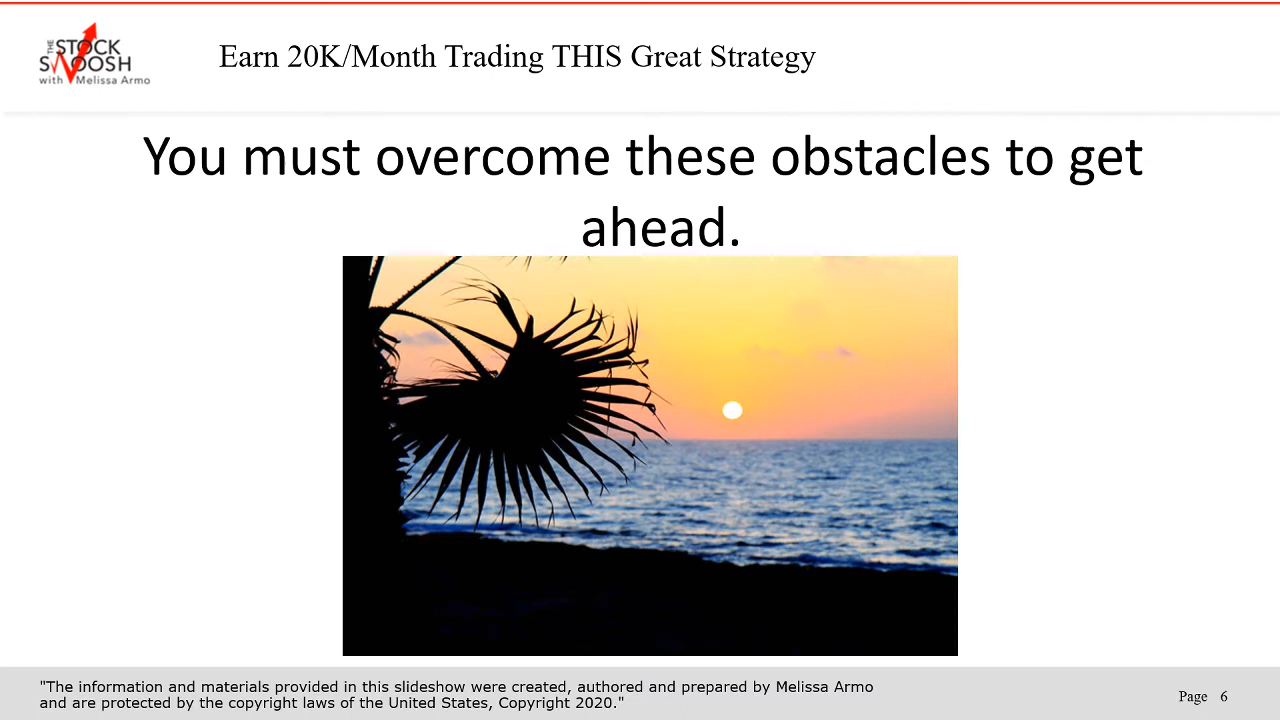 THE
STOCK
SWOOSH
with Melissa Armo
Earn 20K/Month Trading THIS Great Strategy
You must overcome these obstacles to get
ahead.
"The information and materials provided in this slideshow were created, authored and prepared by Melissa Armo
and are protected by the copyright laws of the United States, Copyright 2020."
Page 6